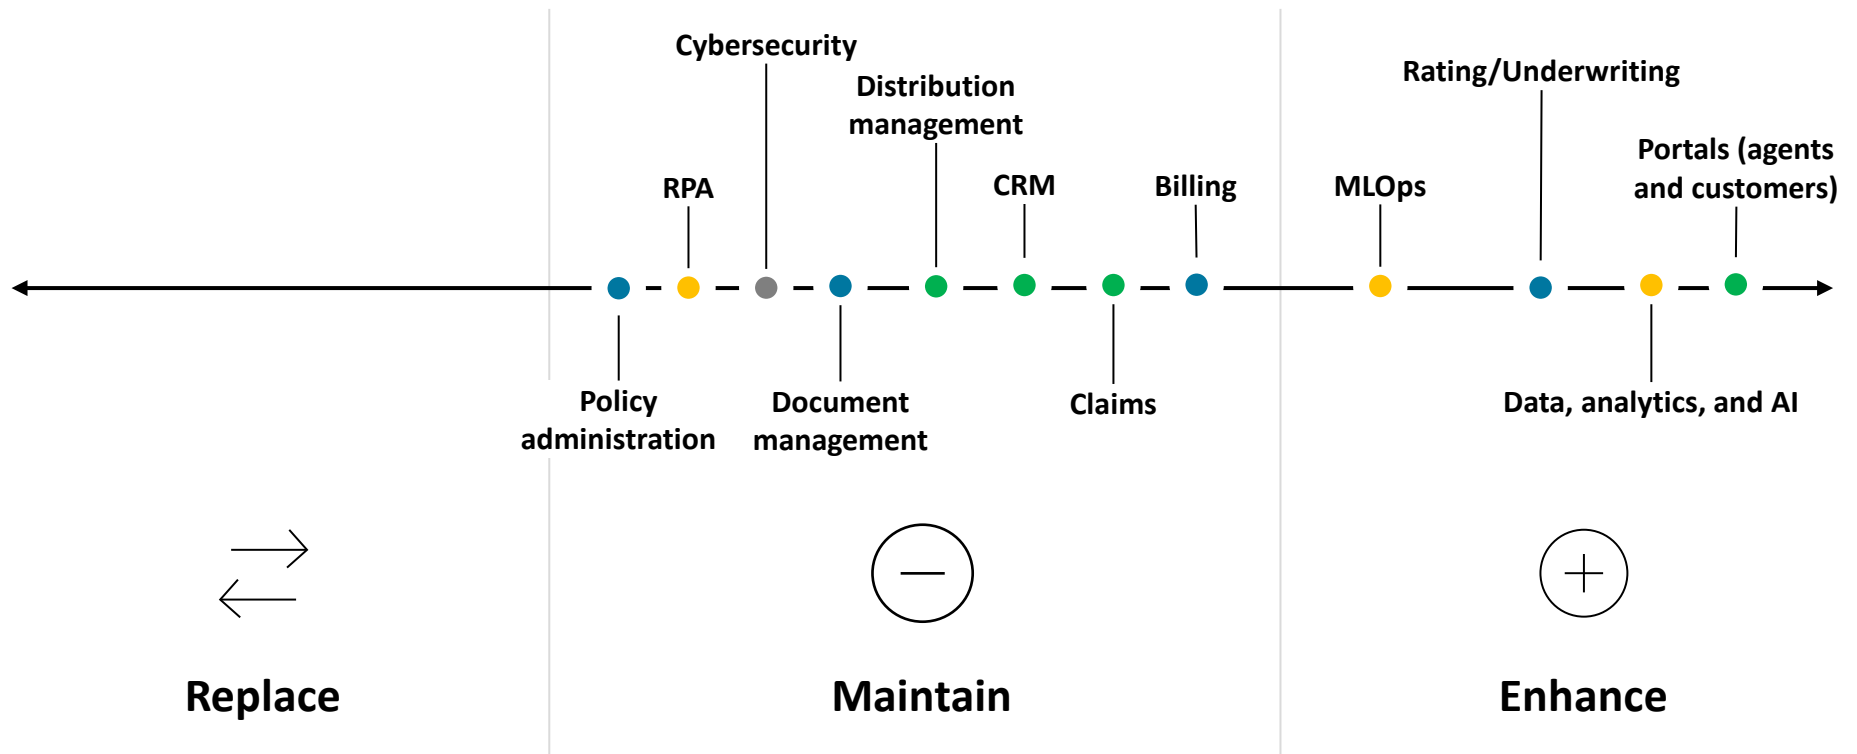 Cybersecurity
Rating/Underwriting
Distribution
management
Portals (agents
and customers)
RPA
CRM
Billing
MLOps
Policy
administration
Document
management
Claims
Data, analytics, and AI
Replace
Maintain
Enhance